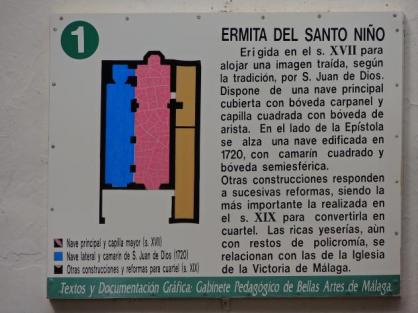 1
ERMITA DEL SANTO NIÑO
Erigida en el s. XVII para
alojar una imagen traída, según
la tradición, por S. Juan de Dios.
Dispone de una nave principal
cubierta con bóveda carpanel y
capilla cuadrada con bóveda de
arista. En el lado de la Epístola
se alza una nave edificada en
1720, con camarín cuadrado y
bóveda semiesférica.
Otras construcciones responden
a sucesivas reformas, siendo la
más importante la realizada en
el s. XIX para convertirla en
cuartel. Las ricas yeserías, aún
con restos de policromía, se
relacionan con las de la Iglesia
de la Victoria de Málaga.
Nave principal y capilla mayor (s. XVII)
Nave lateral y camarín de S. Juan de Dios (1720)
Otras construcciones y reformas para cuartel (s. XIX)
Textos y Documentación Gráfica: Gabinete Pedagógico de Bellas Artes de Málaga.